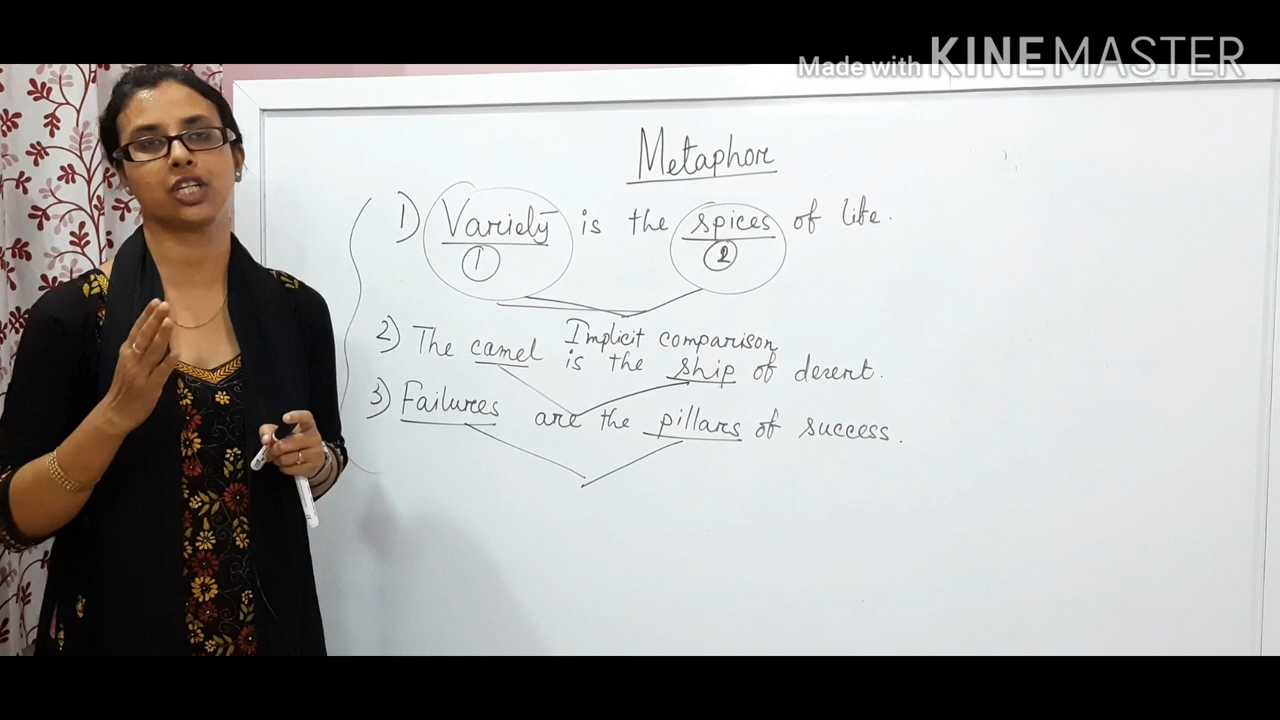 Made with KINEMASTER
Metaphor
1) Variety is the spices of life.
1 2
Implicit comparison
2) The camel is the ship of desert.
3) Failures are the pillars of success.